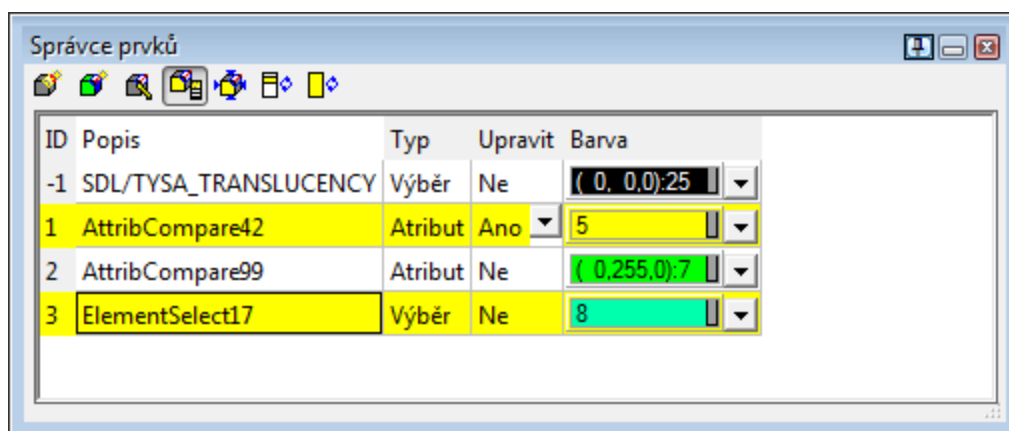 Správce prvků
ID Popis Typ Upravit Barva
-1 SDL/TYSA_TRANSLUCENCY Výběr Ne ( 0, 0,0):25
1 AttribCompare42 Atribut Ano 5
2 AttribCompare99 Atribut Ne ( 0,255,0):7
3 ElementSelect17 Výběr Ne 8